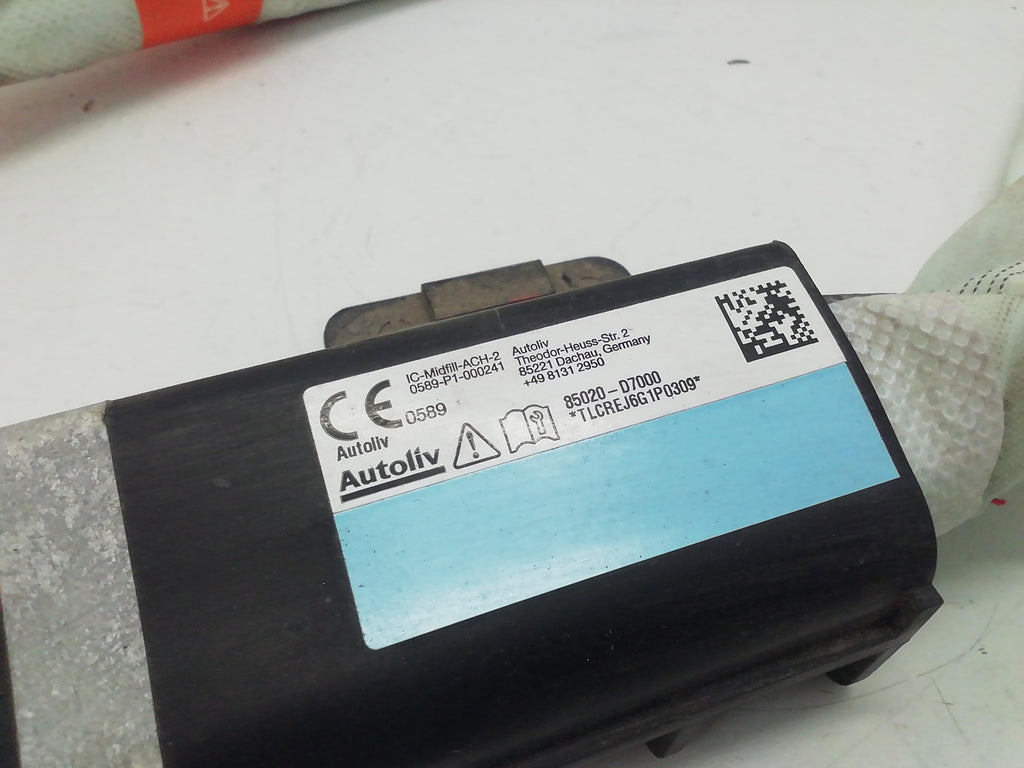 CE 0589
IC-Midfill-ACH-2
0589-P1-000241
Autoliv
Theodor-Heuss-Str. 2
85221 Dachau, Germany
+49 8131 2950
Autoliv
Autoliv
85020-D7000
*TLCREJ6G1P0309*